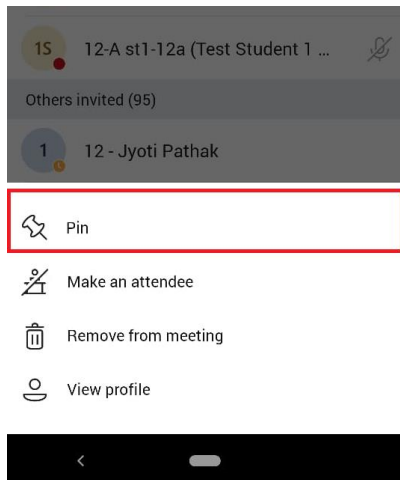 1S 12-A st1-12a (Test Student 1 ...
Others invited (95)
1 12 - Jyoti Pathak
Pin
Make an attendee
Remove from meeting
View profile